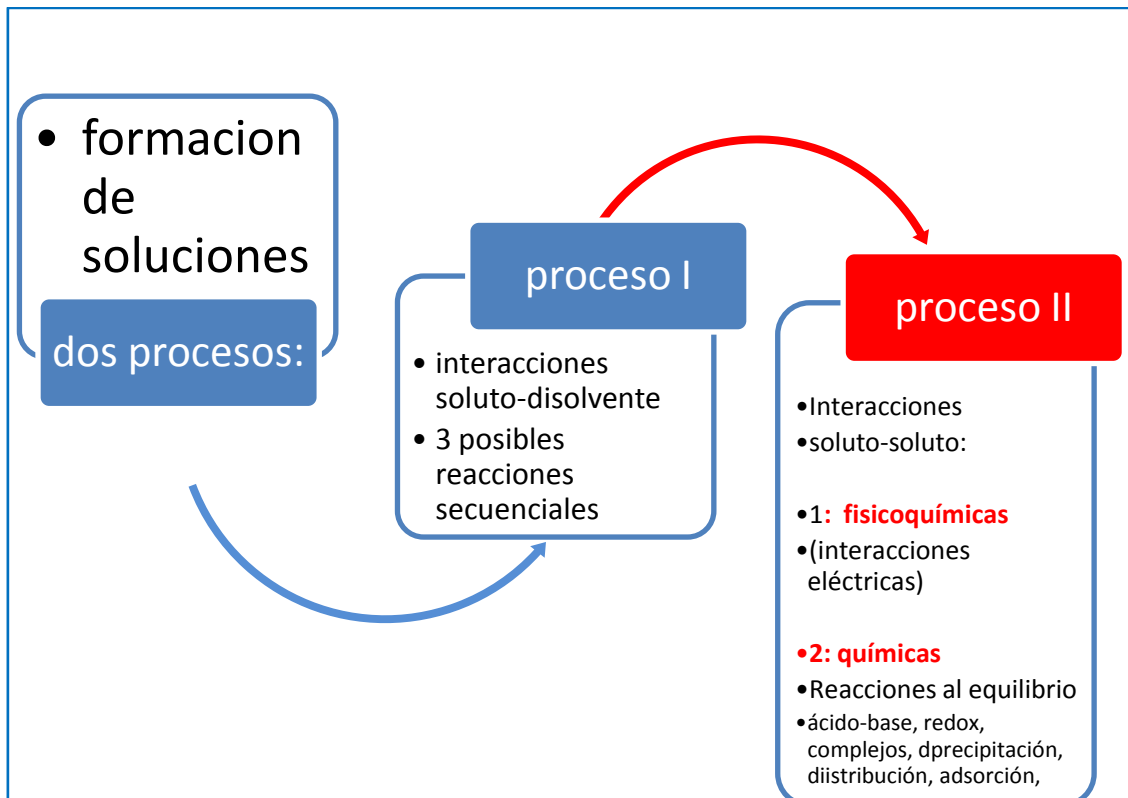 • formacion
de
soluciones
dos procesos:
proceso I
• interacciones
soluto-disolvente
• 3 posibles
reacciones
secuenciales
proceso II
•Interacciones
•soluto-soluto:
•1: fisicoquímicas
•(interacciones
eléctricas)
•2: químicas
•Reacciones al equilibrio
•ácido-base, redox,
complejos, dprecipitación,
diistribución, adsorción,